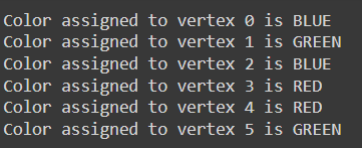 Color assigned to vertex 0 is BLUE
Color assigned to vertex 1 is GREEN
Color assigned to vertex 2 is BLUE
Color assigned to vertex 3 is RED
Color assigned to vertex 4 is RED
Color assigned to vertex 5 is GREEN